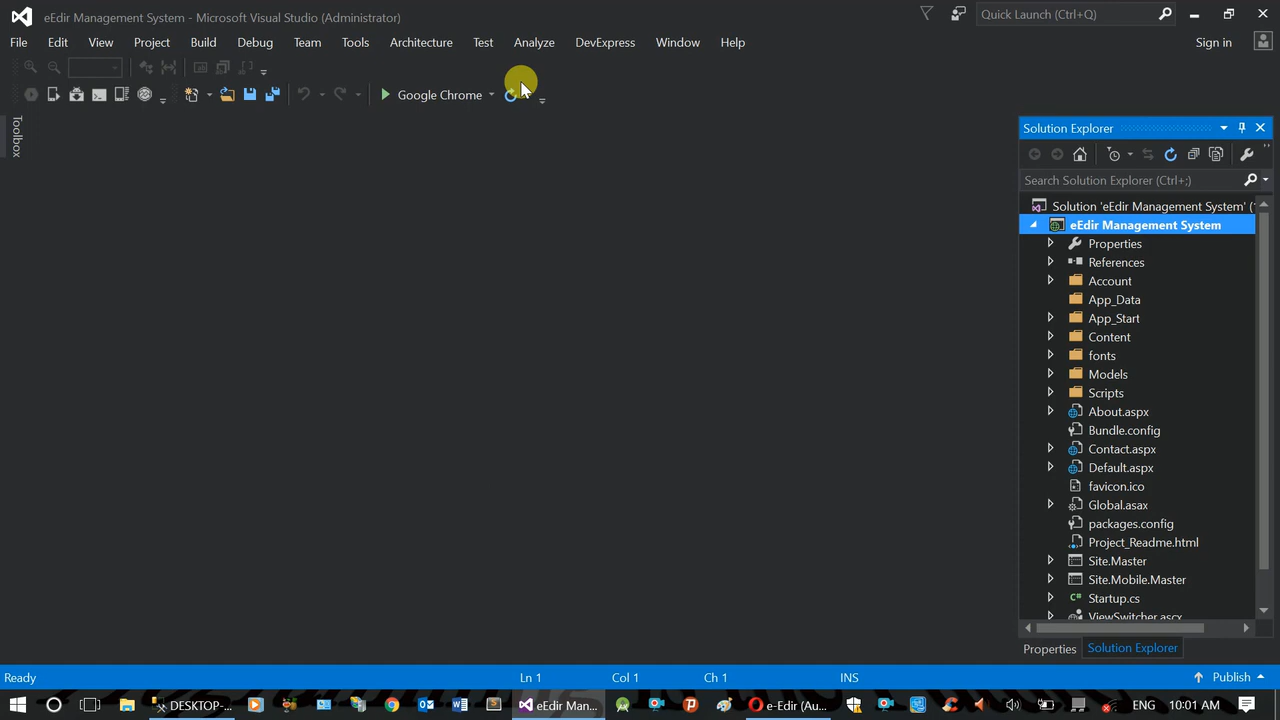 eEdir Management System - Microsoft Visual Studio (Administrator)
Quick Launch (Ctrl+Q)
File Edit View Project Build Debug Team Tools Architecture Test Analyze DevExpress Window Help
Sign in
Google Chrome
Toolbox
Solution Explorer
Search Solution Explorer (Ctrl+;)
Solution 'eEdir Management System' (
eEdir Management System
Properties
References
Account
App_Data
App_Start
Content
fonts
Models
Scripts
About.aspx
Bundle.config
Contact.aspx
Default.aspx
favicon.ico
Global.asax
packages.config
Project_Readme.html
Site.Master
Site.Mobile.Master
Startup.cs
ViewSwitcher.ascx
Properties Solution Explorer
Ready Ln 1 Col 1 Ch 1 INS Publish
DESKTOP-... eEdir Man... e-Edir (Au... ENG 10:01 AM